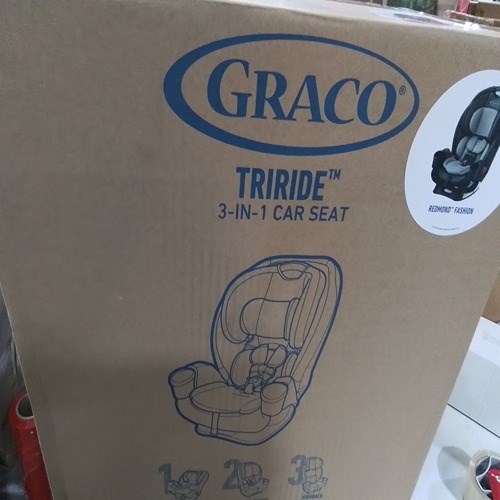 GRACO®
TRIRIDE™
3-IN-1 CAR SEAT
REDMOND™ FASHION
1
2
3